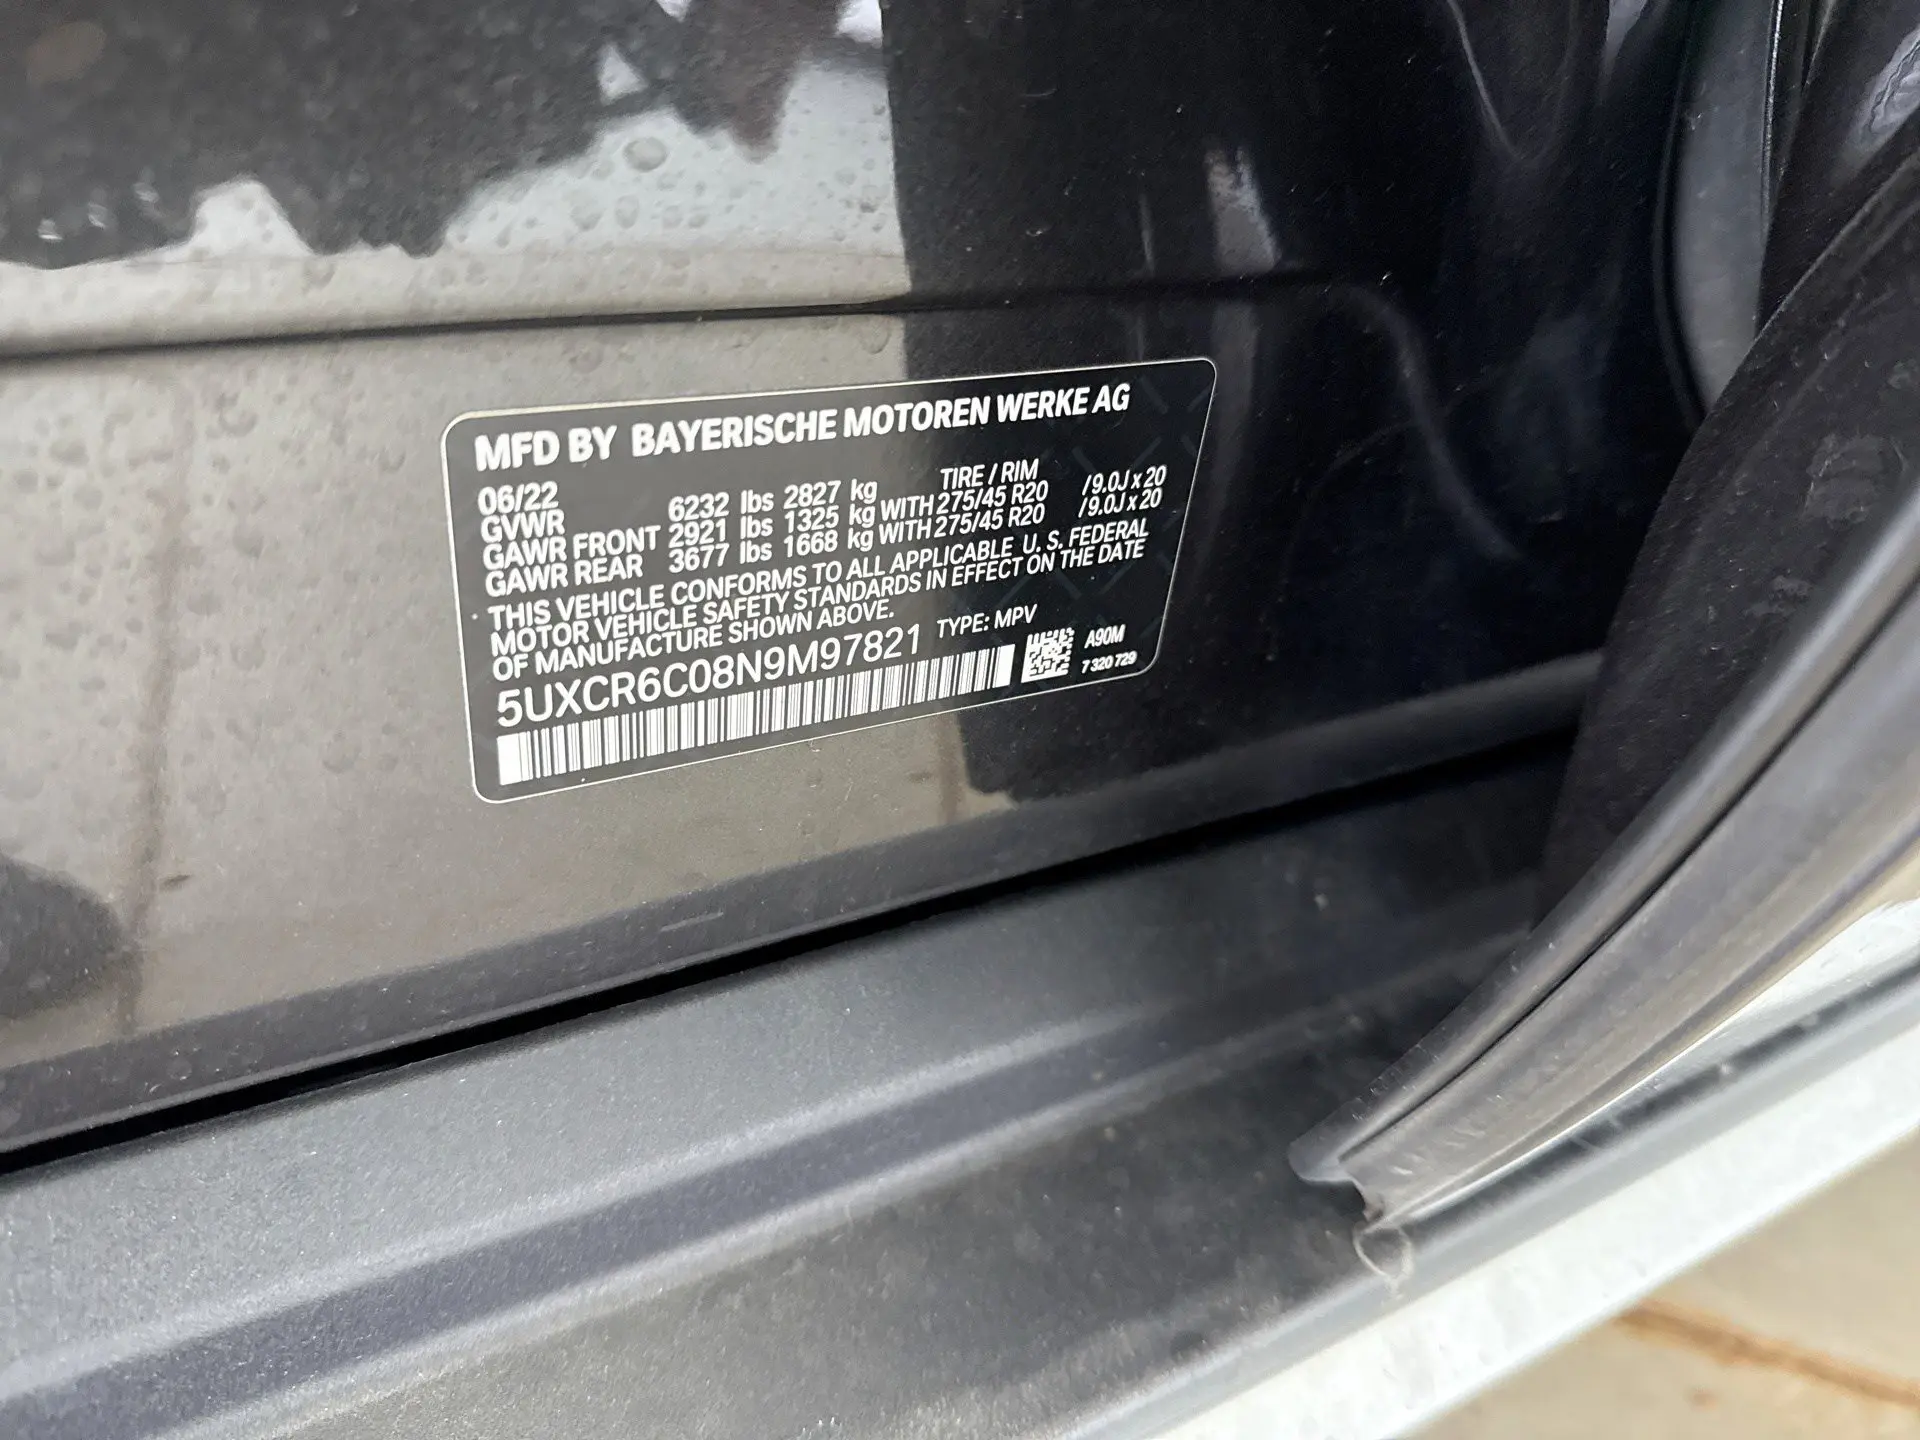 MFD BY BAYERISCHE MOTOREN WERKE AG
06/22 TIRE / RIM
GVWR 6232 lbs 2827 kg
GAWR FRONT 2921 lbs 1325 kg WITH 275/45 R20 /9.0J x 20
GAWR REAR 3677 lbs 1668 kg WITH 275/45 R20 /9.0J x 20
THIS VEHICLE CONFORMS TO ALL APPLICABLE U. S. FEDERAL
MOTOR VEHICLE SAFETY STANDARDS IN EFFECT ON THE DATE
OF MANUFACTURE SHOWN ABOVE.
5UXCR6C08N9M97821 TYPE: MPV
A90M
7 320 729